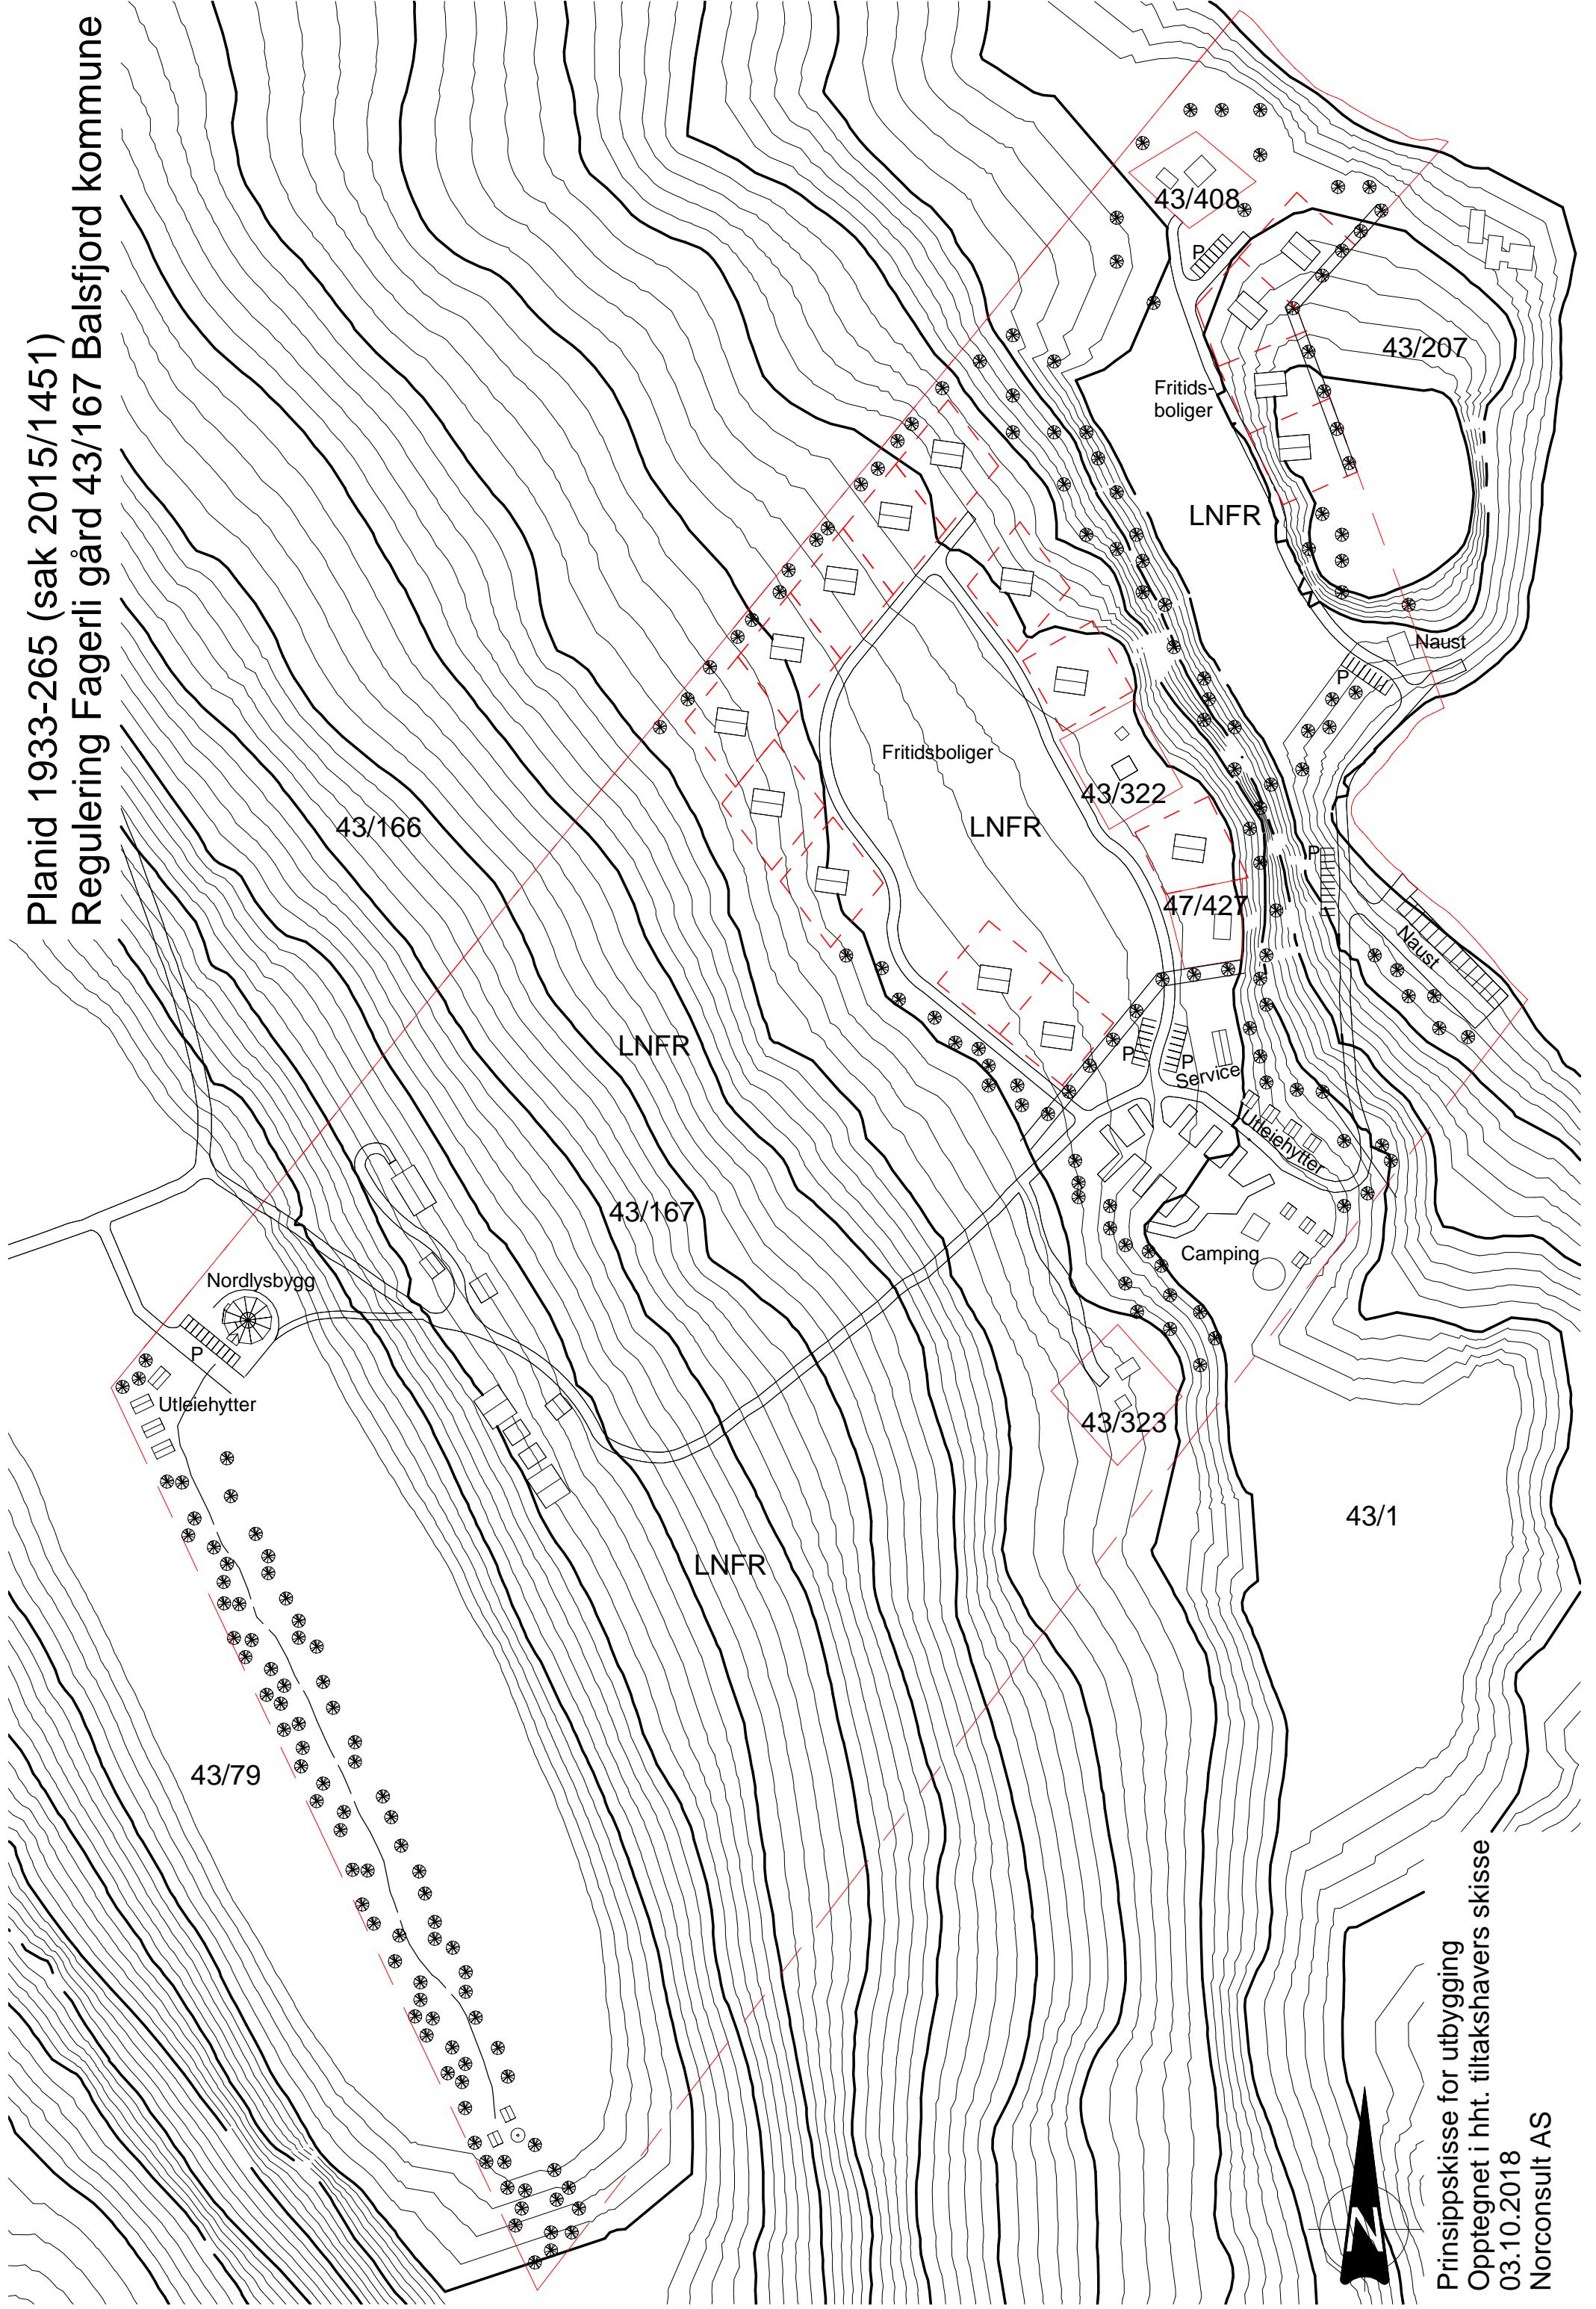 Planid 1933-265 (sak 2015/1451)
Regulering Fagerli gård 43/167 Balsfjord kommune
43/408
P
43/207
Fritids-
boliger
LNFR
Naust
P
Fritidsboliger
43/322
LNFR
43/166
P
47/427
Naust
LNFR
P
P
Service
Utleiehytter
43/167
Camping
Nordlysbygg
P
Utleiehytter
43/323
43/1
LNFR
43/79
N
Prinsippskisse for utbygging
Opptegnet i hht. tiltakshavers skisse
03.10.2018
Norconsult AS